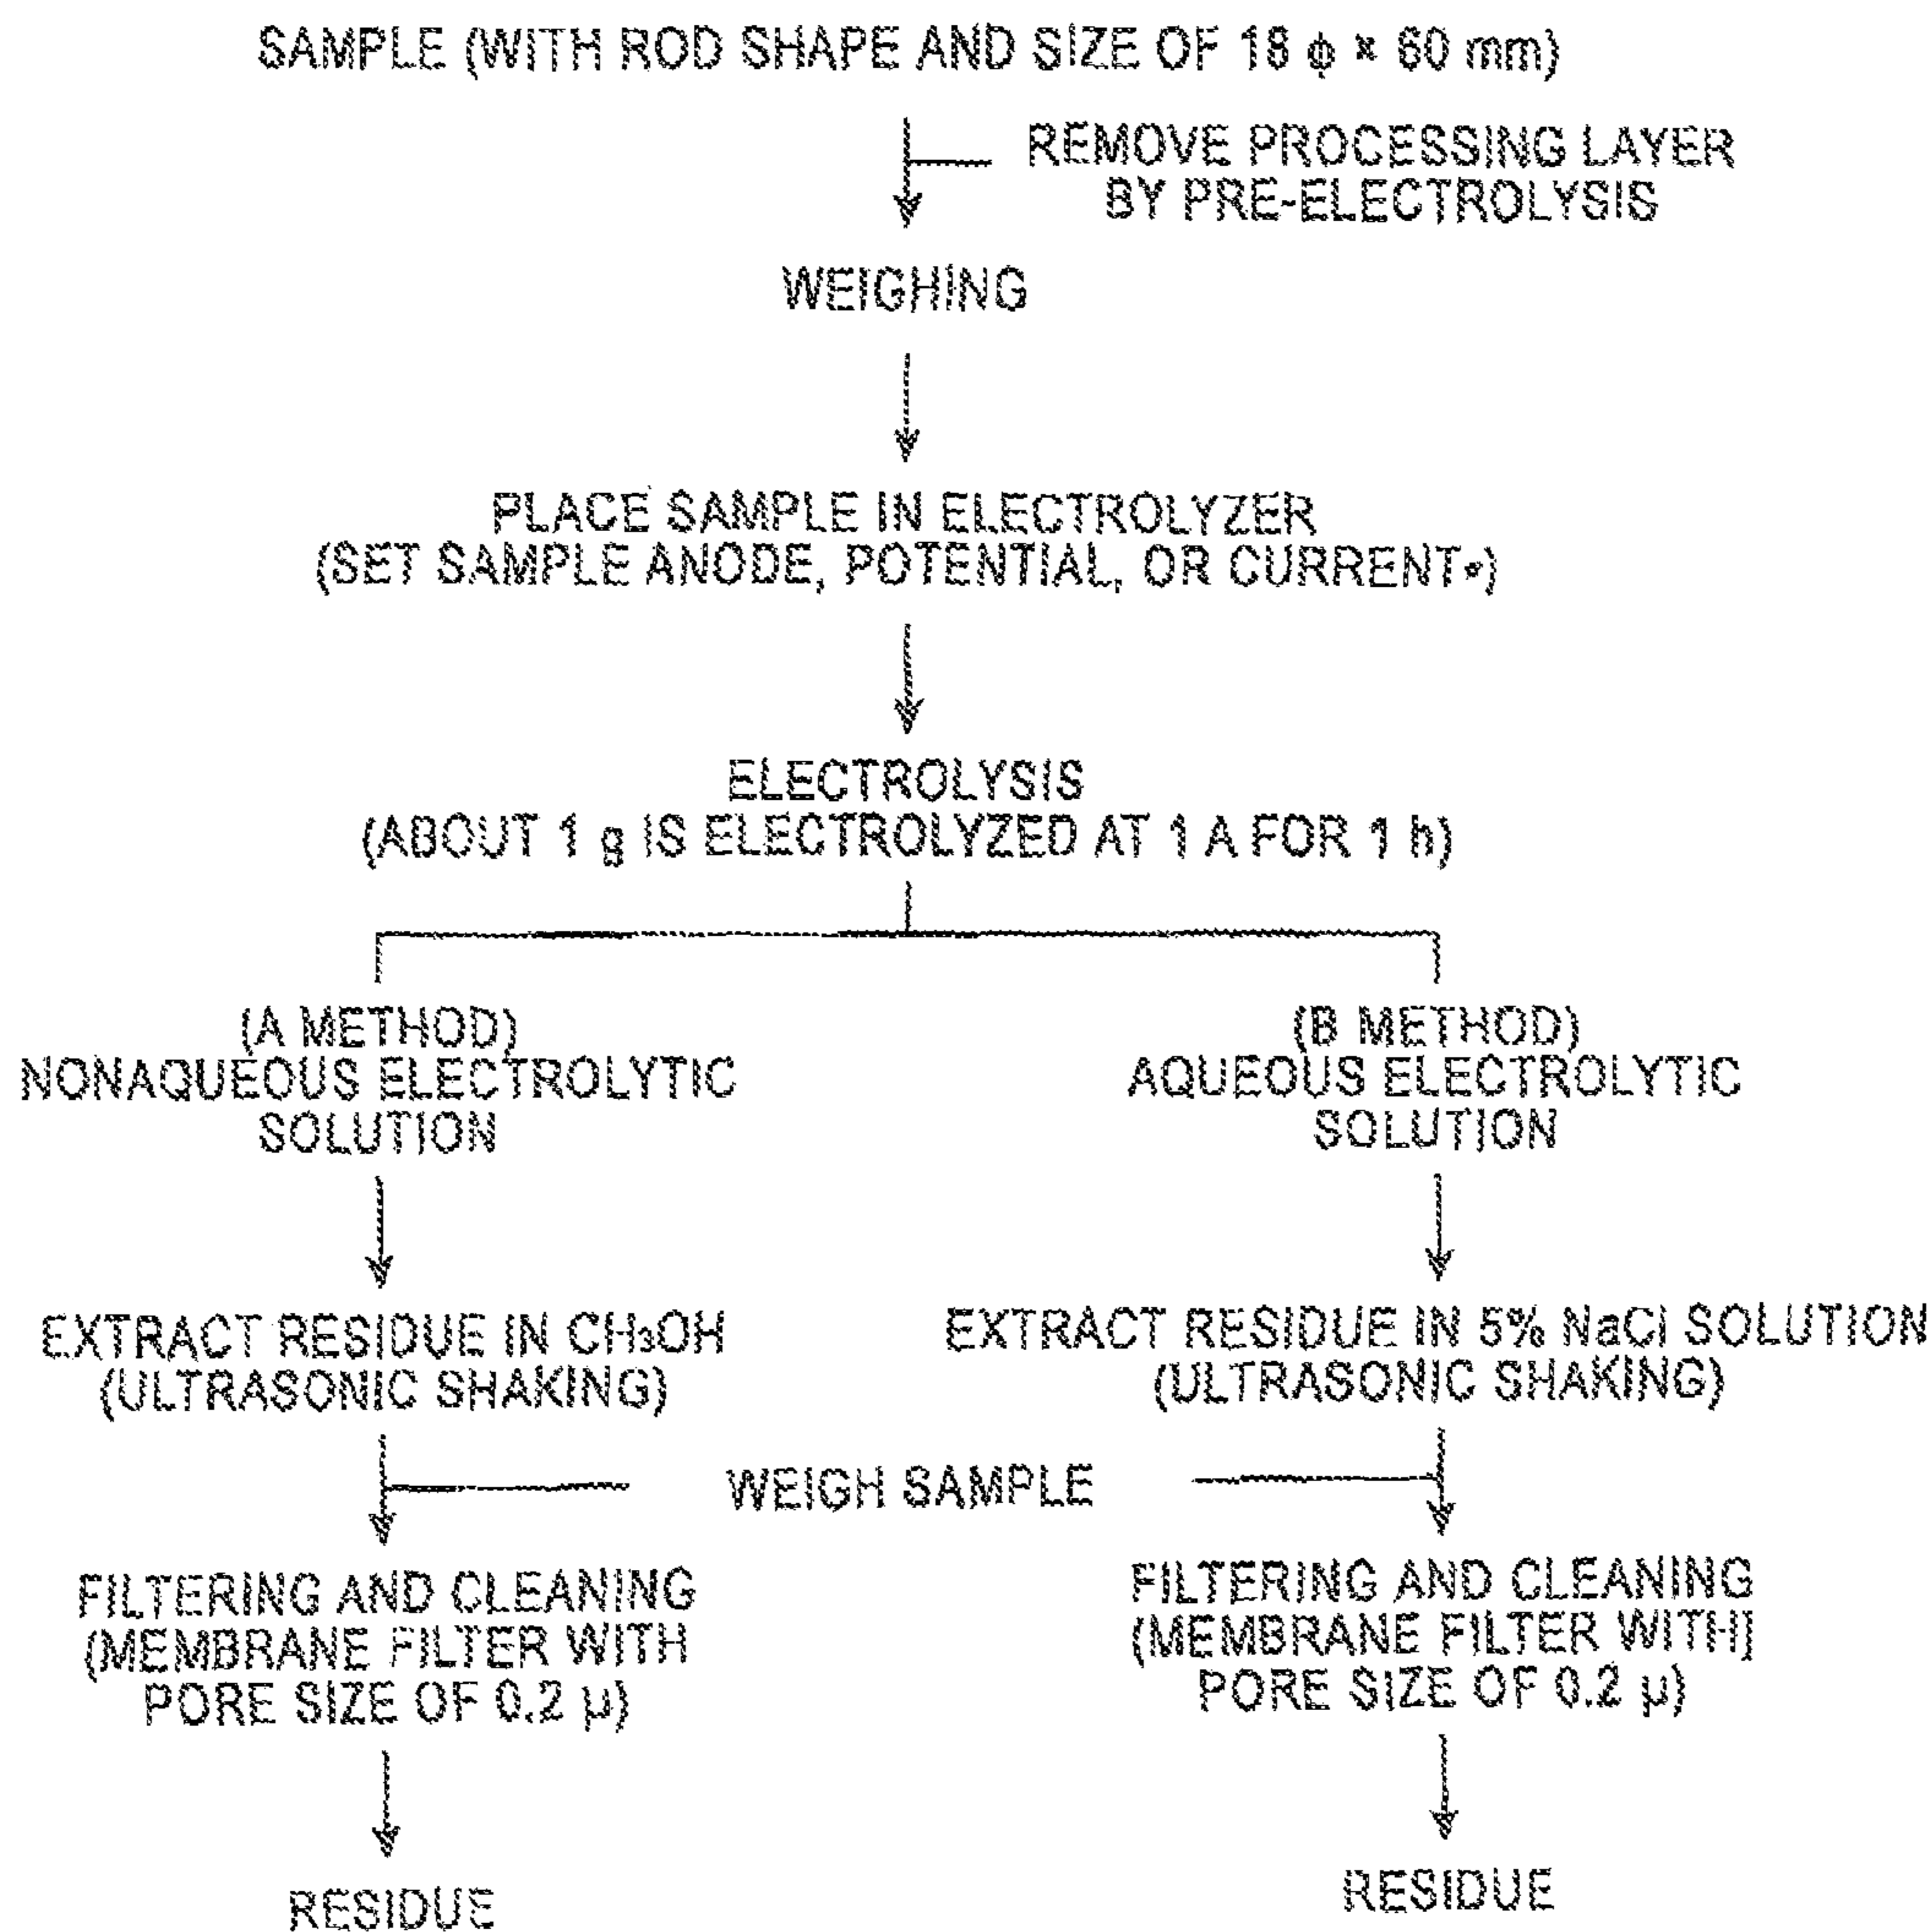 SAMPLE (WITH ROD SHAPE AND SIZE OF 18 ϕ × 60 mm)
REMOVE PROCESSING LAYER
BY PRE-ELECTROLYSIS
WEIGHING
PLACE SAMPLE IN ELECTROLYZER
(SET SAMPLE ANODE, POTENTIAL, OR CURRENT•)
ELECTROLYSIS
(ABOUT 1 g IS ELECTROLYZED AT 1 A FOR 1 h)
(A METHOD)
NONAQUEOUS ELECTROLYTIC
SOLUTION
(B METHOD)
AQUEOUS ELECTROLYTIC
SOLUTION
EXTRACT RESIDUE IN CH₃OH
(ULTRASONIC SHAKING)
EXTRACT RESIDUE IN 5% NaCl SOLUTION
(ULTRASONIC SHAKING)
WEIGH SAMPLE
FILTERING AND CLEANING
(MEMBRANE FILTER WITH
PORE SIZE OF 0.2 μ)
FILTERING AND CLEANING
(MEMBRANE FILTER WITH]
PORE SIZE OF 0.2 μ)
RESIDUE
RESIDUE